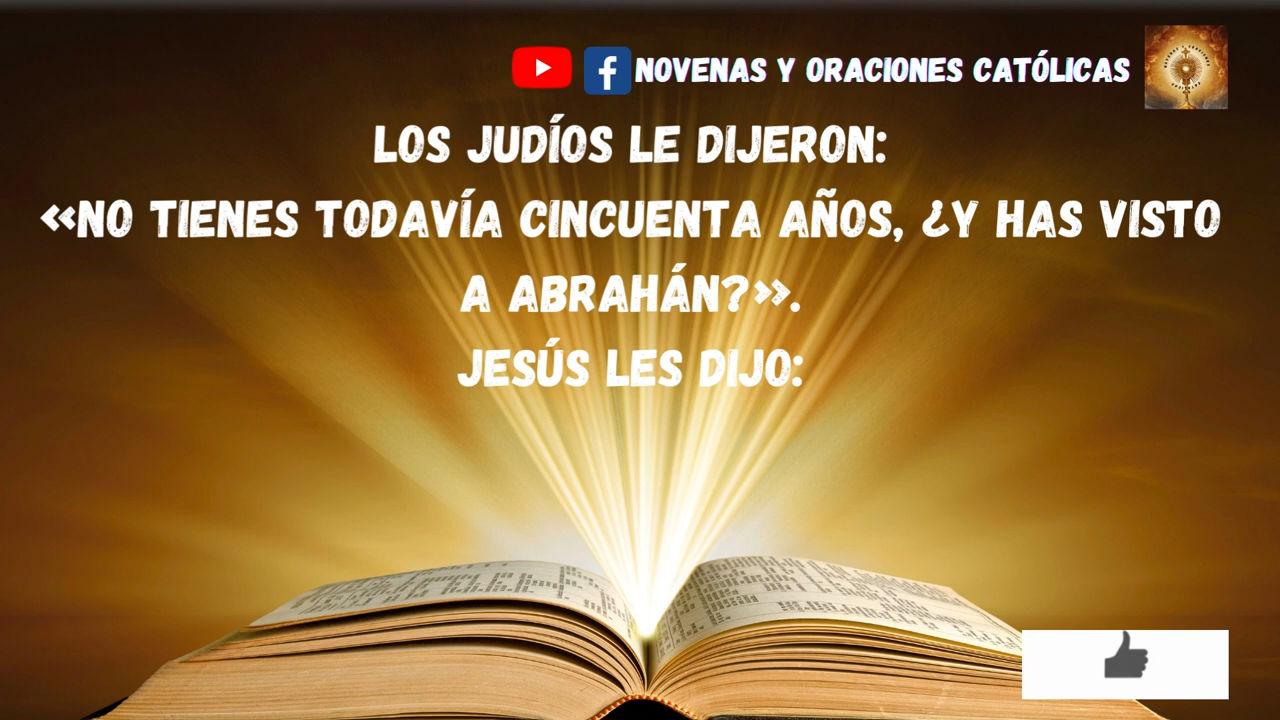 NOVENAS Y ORACIONES CATÓLICAS
LOS JUDÍOS LE DIJERON:
«NO TIENES TODAVÍA CINCUENTA AÑOS, ¿Y HAS VISTO
A ABRAHÁN?».
JESÚS LES DIJO: